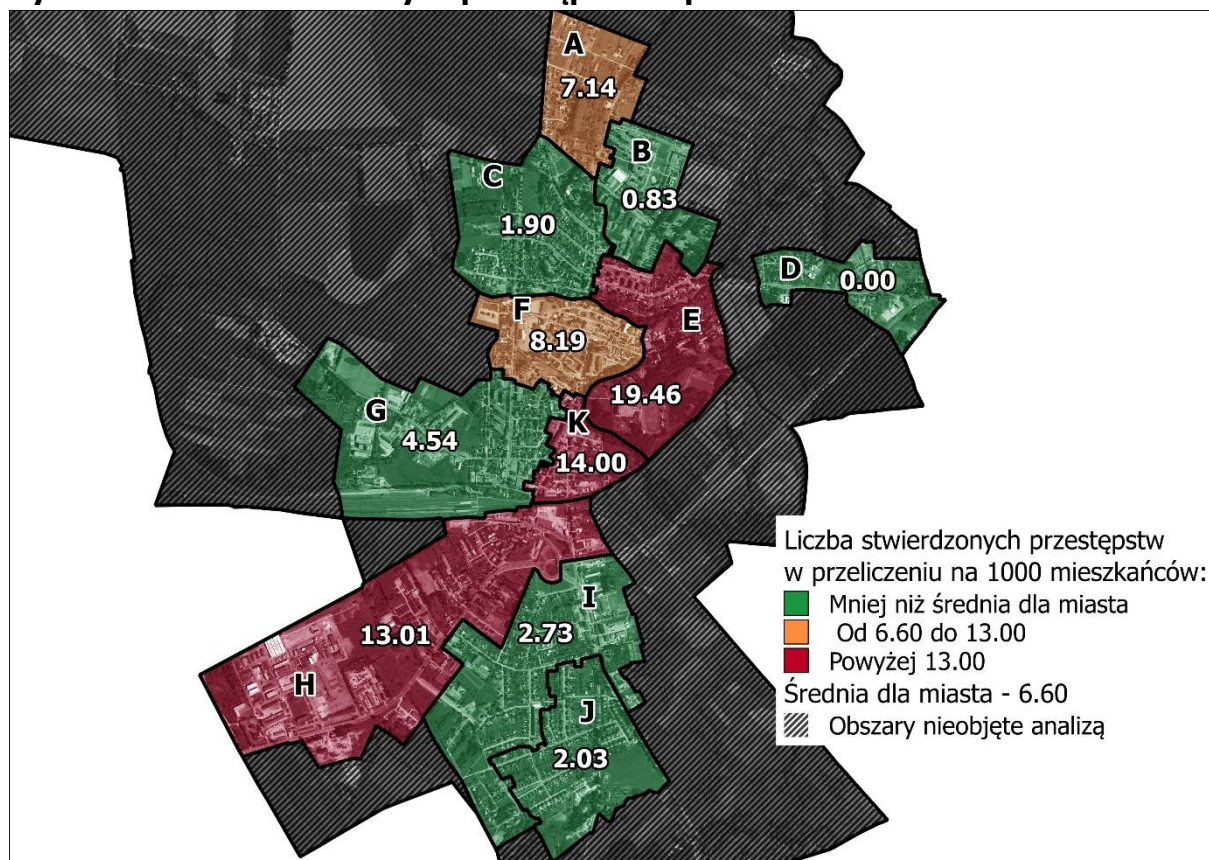 A
7.14
B
0.83
C
1.90
D
0.00
E
19.46
F
8.19
G
4.54
K
14.00
H
13.01
I
2.73
J
2.03
Liczba stwierdzonych przestępstw
w przeliczeniu na 1000 mieszkańców:
Mniej niż średnia dla miasta
Od 6.60 do 13.00
Powyżej 13.00
Średnia dla miasta - 6.60
Obszary nieobjęte analizą